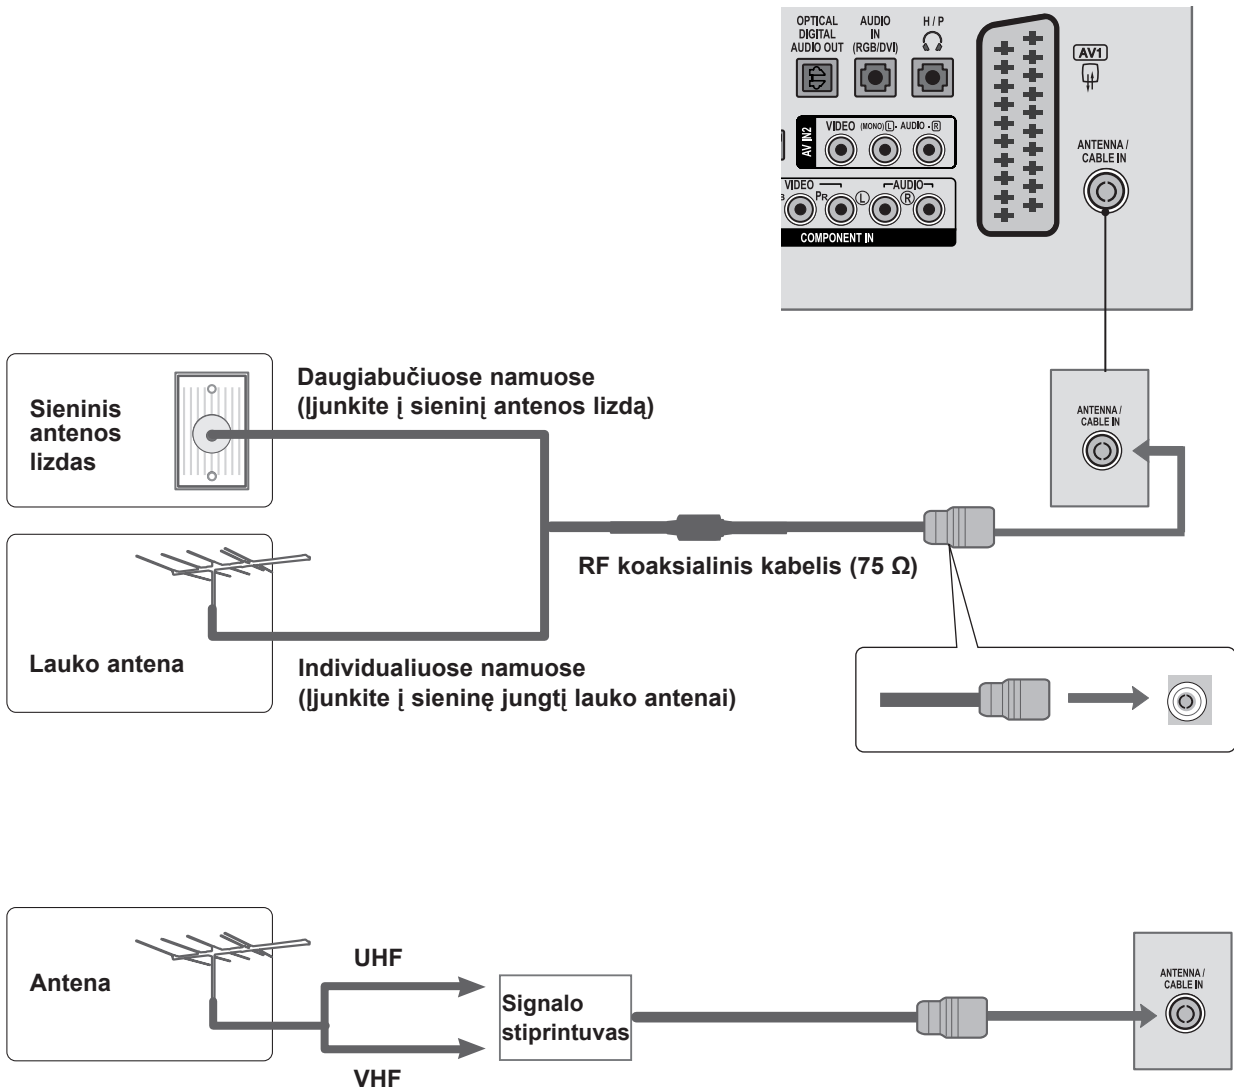 OPTICAL
DIGITAL
AUDIO OUT
AUDIO
IN
(RGB/DVI)
H / P
AV1
AV IN2
VIDEO
(MONO) L - AUDIO - R
ANTENNA /
CABLE IN
B
VIDEO
PR
L
AUDIO
R
COMPONENT IN
Sieninis
antenos
lizdas
Daugiabučiuose namuose
(Įjunkite į sieninį antenos lizdą)
ANTENNA /
CABLE IN
RF koaksialinis kabelis (75 Ω)
Lauko antena
Individualiuose namuose
(Įjunkite į sieninę jungtį lauko antenai)
Antena
UHF
VHF
Signalo
stiprintuvas
ANTENNA /
CABLE IN